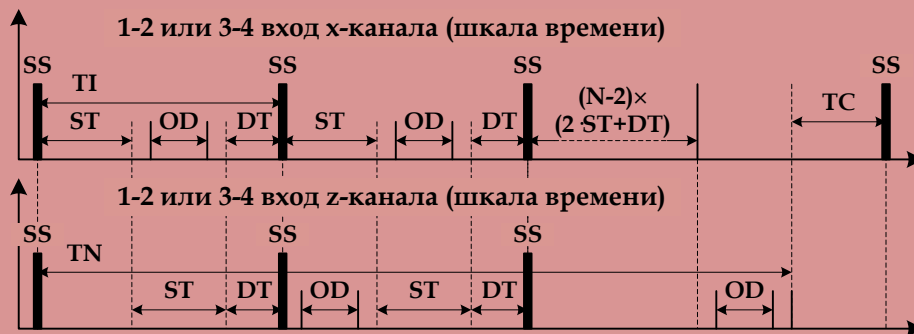 1-2 или 3-4 вход x-канала (шкала времени)
SS SS SS SS
TI
(N-2)×
TC
ST OD DT ST OD DT
(2·ST+DT)
1-2 или 3-4 вход z-канала (шкала времени)
SS SS SS
TN
ST DT OD ST DT OD